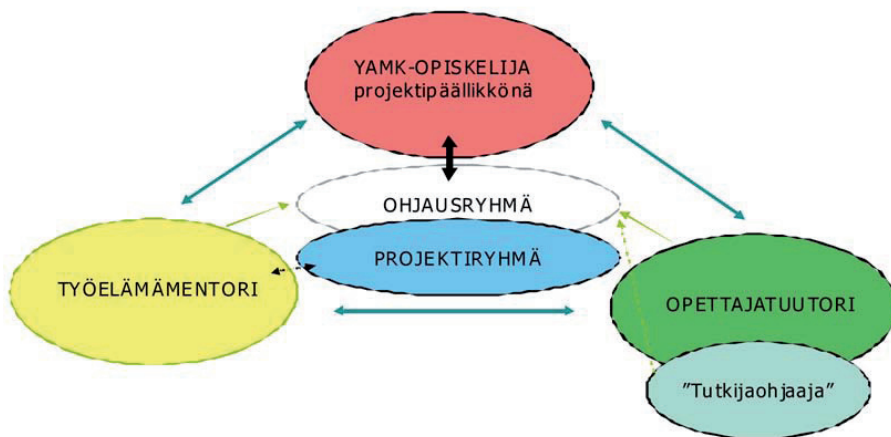 YAMK-OPISKELIJA
projektipäällikkönä
OHJAUSRYHMÄ
PROJEKTIRYHMÄ
TYÖELÄMÄMENTORI
OPETTAJATUUTORI
”Tutkijaohjaaja”